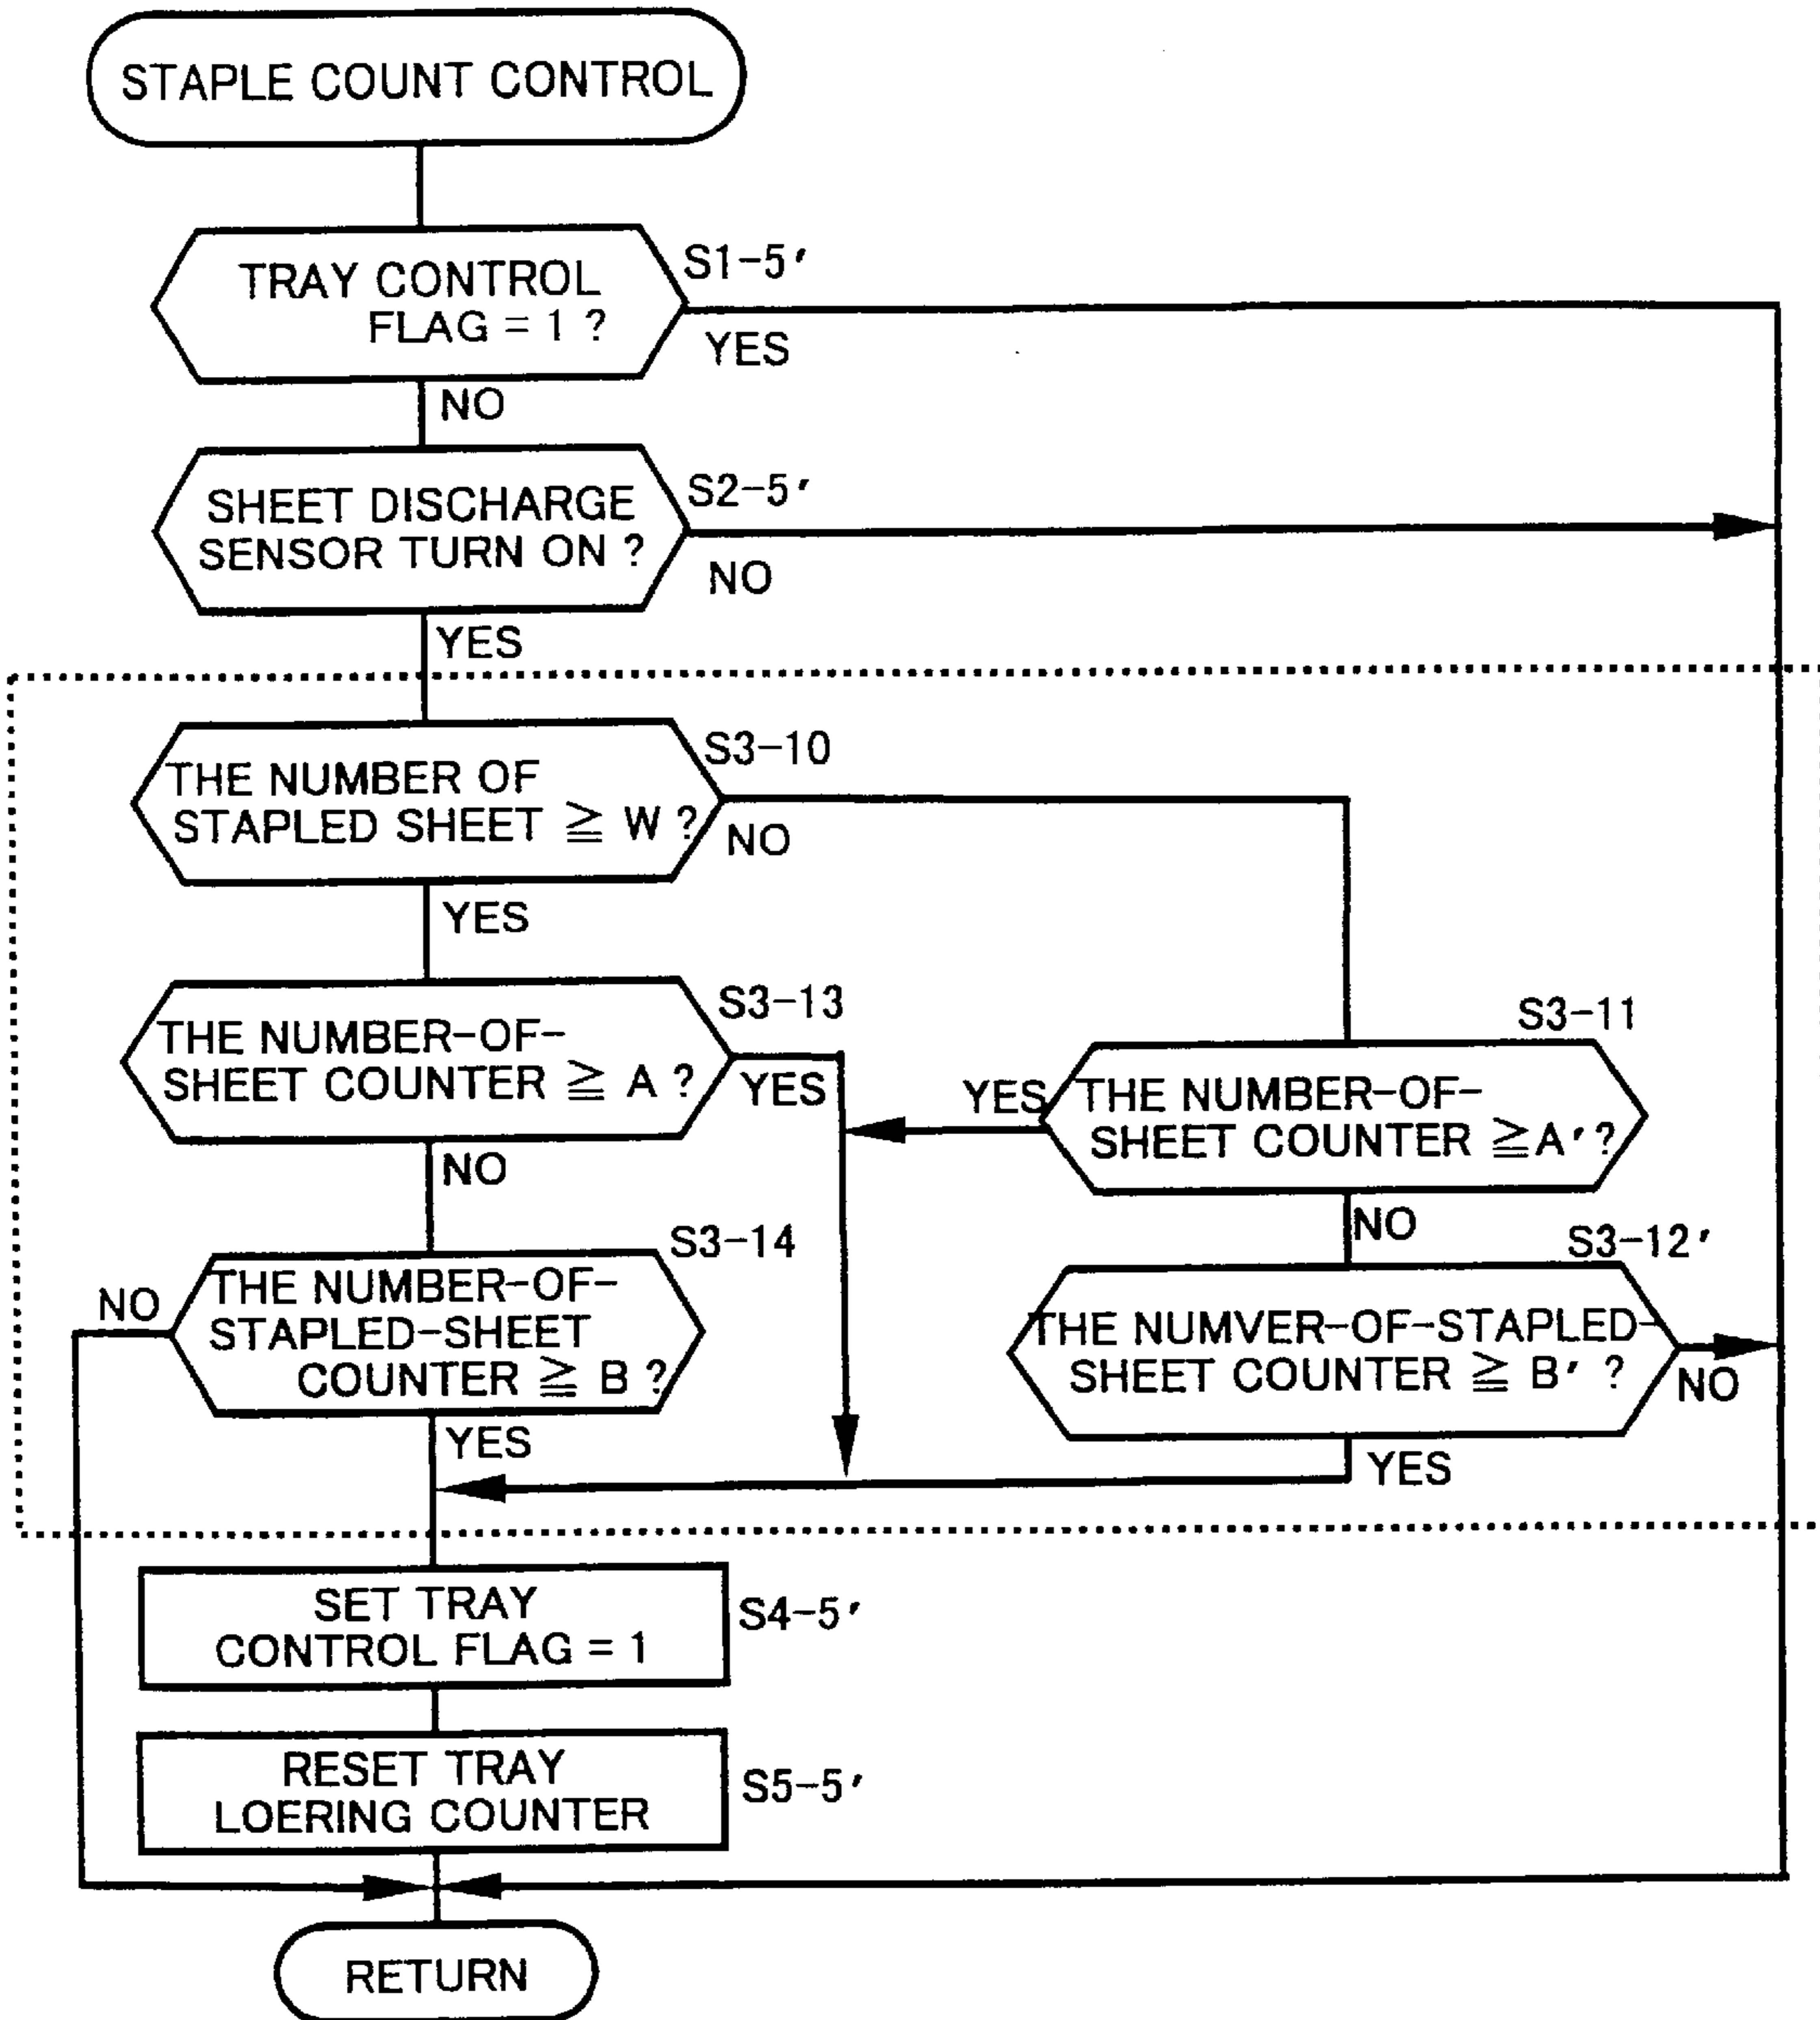 STAPLE COUNT CONTROL
TRAY CONTROL
FLAG = 1 ?
S1-5′
YES
NO
SHEET DISCHARGE
SENSOR TURN ON ?
S2-5′
NO
YES
THE NUMBER OF
STAPLED SHEET ≧ W ?
S3-10
NO
YES
THE NUMBER-OF-
SHEET COUNTER ≧ A ?
S3-13
YES
NO
S3-11
YES
THE NUMBER-OF-
SHEET COUNTER ≧A′ ?
NO
S3-14
NO
THE NUMBER-OF-
STAPLED-SHEET
COUNTER ≧ B ?
YES
S3-12′
THE NUMVER-OF-STAPLED-
SHEET COUNTER ≧ B′ ?
NO
YES
SET TRAY
CONTROL FLAG = 1
S4-5′
RESET TRAY
LOERING COUNTER
S5-5′
RETURN